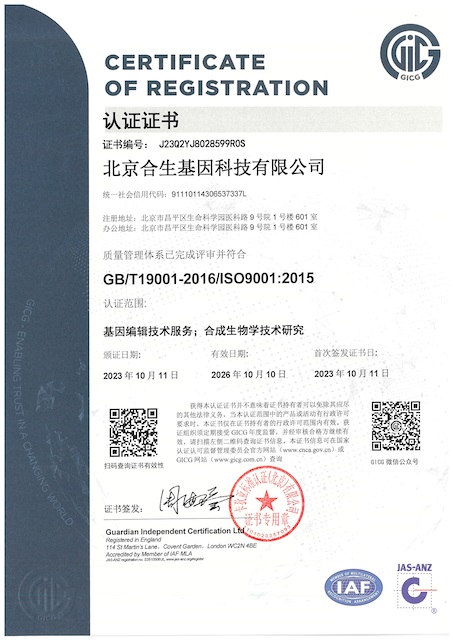 CERTIFICATE
OF REGISTRATION
GICG
认证证书
证书编号： J23Q2YJ8028599R0S
北京合生基因科技有限公司
统一社会信用代码：91110114306537337L
注册地址：北京市昌平区生命科学园医科路 9 号院 1 号楼 601 室
办公地址：北京市昌平区生命科学园医科路 9 号院 1 号楼 601 室
质量管理体系已完成评审并符合
GB/T19001-2016/ISO9001:2015
认证范围:
基因编辑技术服务；合成生物学技术研究
颁证日期: 有效日期: 首次签发证书日:
2023 年 10 月 11 日 2026 年 10 月 10 日 2023 年 10 月 11 日
获得本认证证书并不意味着证书持有者可以免除其应尽
的其他法律义务，当本认证范围中的产品或活动有行政许可
要求时，本证书仅在持有者的行政许可范围内有效。获
证组织须定期接受 GICG 年度监督，并经审核合格方继续有
效，请扫描左侧二维码查询证书信息。本证书信息可在国家
认证认可监督管理委员会官方网站（www.cnca.gov.cn）或
GICG 网站（www.gicg.com.cn）查询
扫码查询证书有效性
GICG 微信公众号
证书签发：
证书专用章
Guardian Independent Certification Ltd
Registered in England
114 St Martin's Lane, Covent Garden, London WC2N 4BE
Accredited by Member of IAF MLA
GICG ENABLING TRUST IN A CHANGING WORLD
IAF
JAS-ANZ